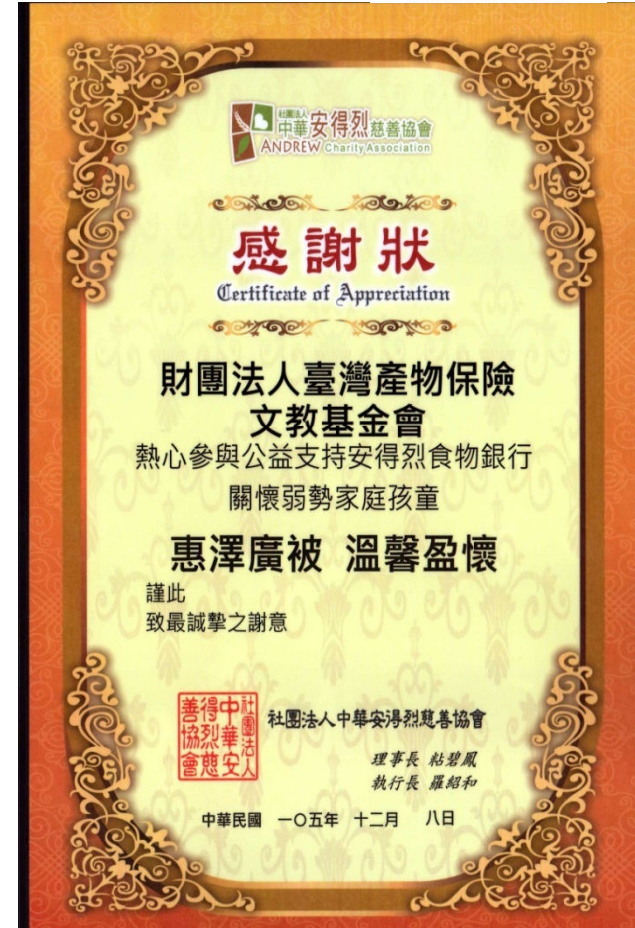 社團法人
中華安得烈慈善協會
ANDREW Charity Association
感謝狀
Certificate of Appreciation
財團法人臺灣產物保險
文教基金會
熱心參與公益支持安得烈食物銀行
關懷弱勢家庭孩童
惠澤廣被 溫馨盈懷
謹此
致最誠摯之謝意
社團法人中華安得烈慈善協會
社團法人中華安得烈慈善協會
理事長 粘碧鳳
執行長 羅紹和
中華民國 一○五年 十二月 八日